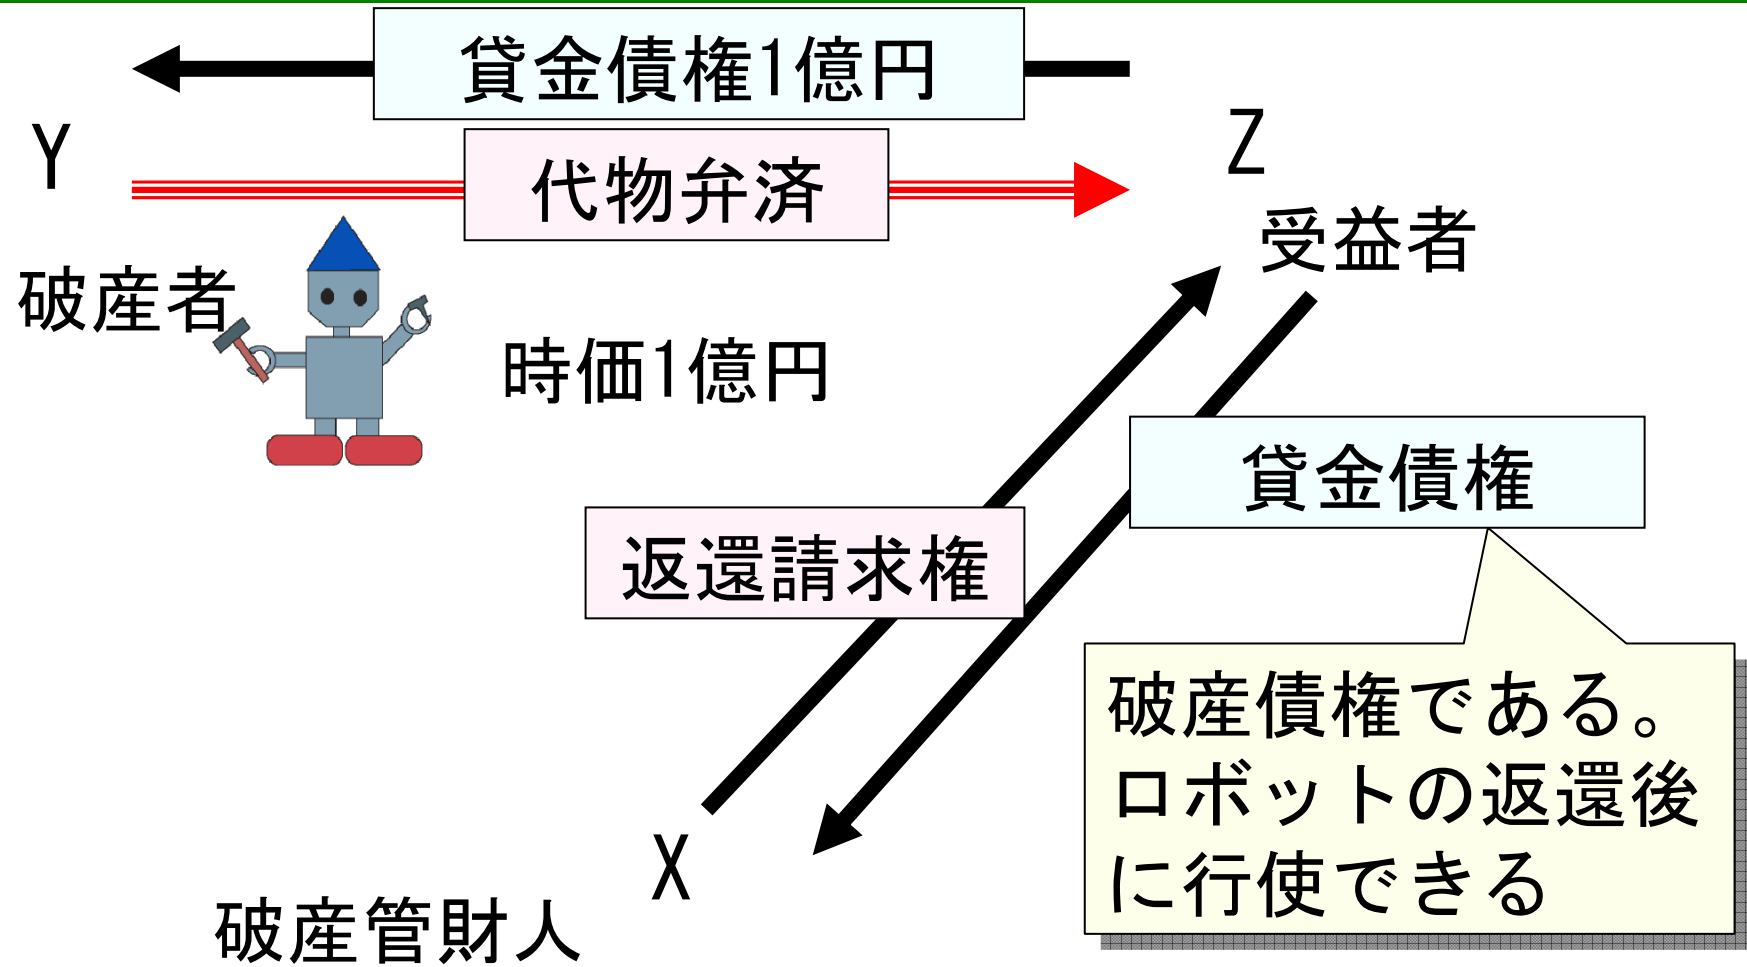 貸金債権1億円
Y
代物弁済
Z
受益者
破産者
時価1億円
貸金債権
返還請求権
破産債権である。
ロボットの返還後
に行使できる
X
破産管財人